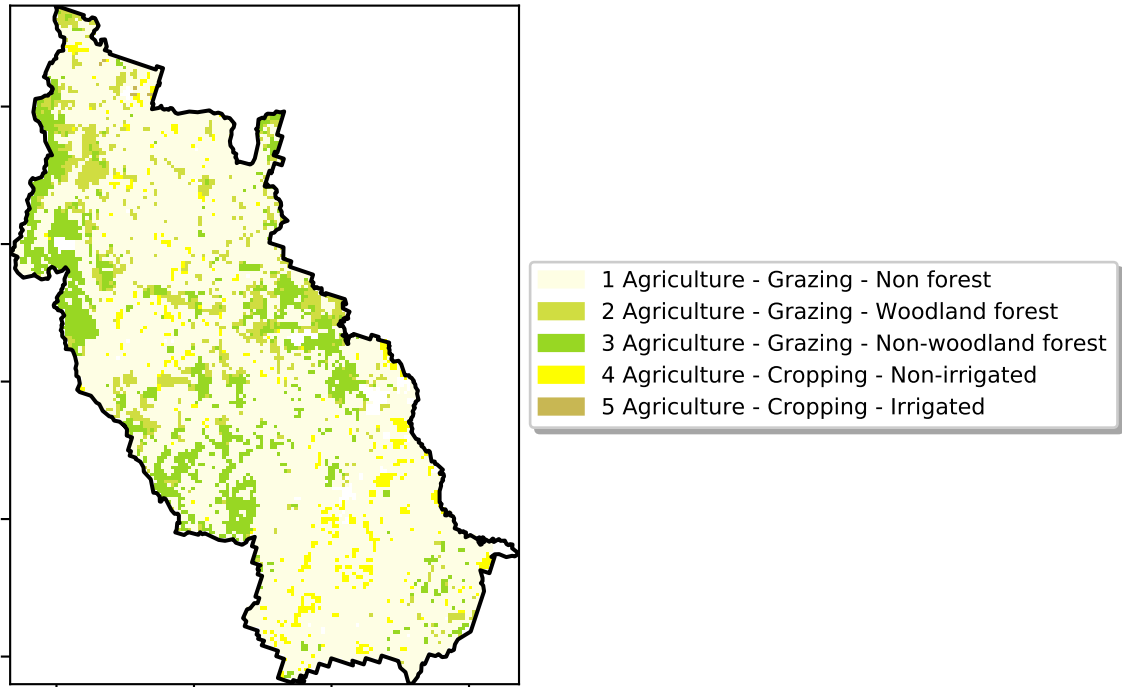 1 Agriculture - Grazing - Non forest
2 Agriculture - Grazing - Woodland forest
3 Agriculture - Grazing - Non-woodland forest
4 Agriculture - Cropping - Non-irrigated
5 Agriculture - Cropping - Irrigated